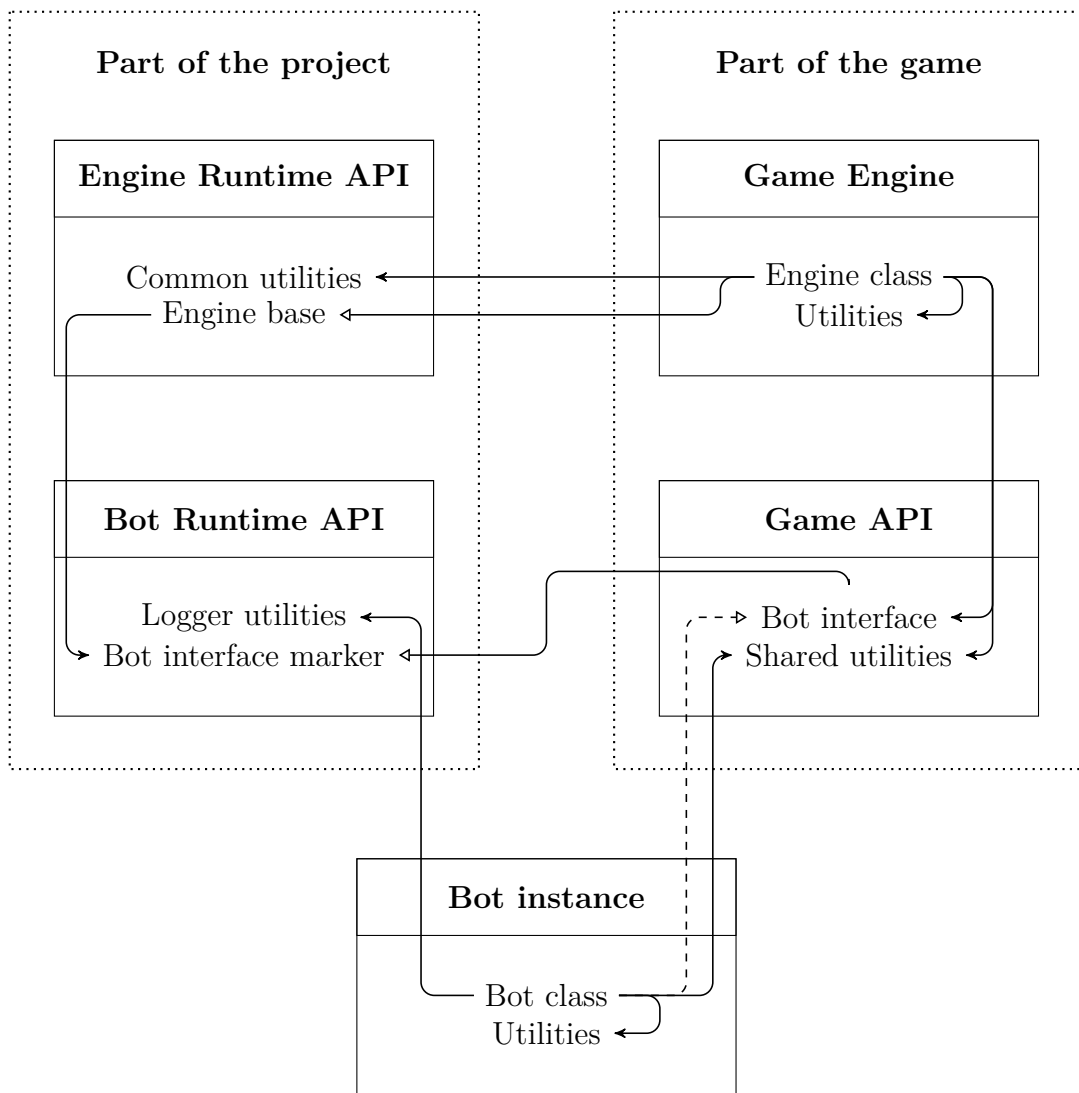 Part of the project
Part of the game
Engine Runtime API
Game Engine
Common utilities
Engine base
Engine class
Utilities
Bot Runtime API
Game API
Logger utilities
Bot interface marker
Bot interface
Shared utilities
Bot instance
Bot class
Utilities